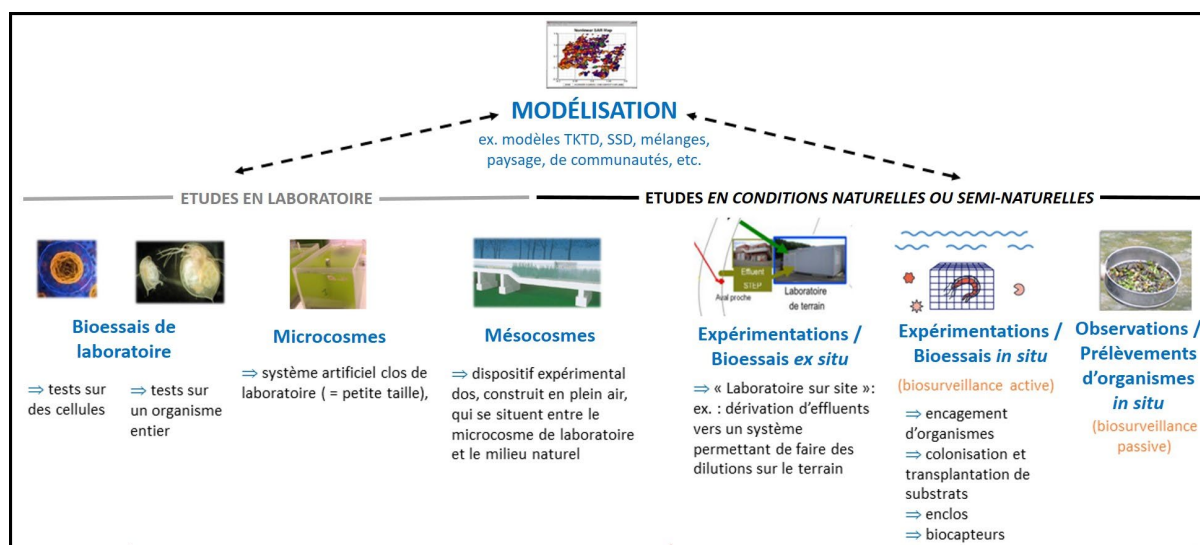 MODÉLISATION
ex. modèles TKTD, SSD, mélanges,
paysage, de communautés, etc.
ETUDES EN LABORATOIRE
ETUDES EN CONDITIONS NATURELLES OU SEMI-NATURELLES
Bioessais de
laboratoire
⇒ tests sur
des cellules
⇒ tests sur
un organisme
entier
Microcosmes
⇒ système artificiel clos de
laboratoire ( = petite taille),
Mésocosmes
⇒ dispositif expérimental
dos, construit en plein air,
qui se situent entre le
microcosme de laboratoire
et le milieu naturel
Effluent
STEP
Aval proche
Laboratoire
de terrain
Expérimentations /
Bioessais ex situ
⇒ « Laboratoire sur site »:
ex. : dérivation d’effluents
vers un système
permettant de faire des
dilutions sur le terrain
Expérimentations /
Bioessais in situ
(biosurveillance active)
⇒ encagement
d’organismes
⇒ colonisation et
transplantation de
substrats
⇒ enclos
⇒ biocapteurs
Observations /
Prélèvements
d’organismes
in situ
(biosurveillance
passive)